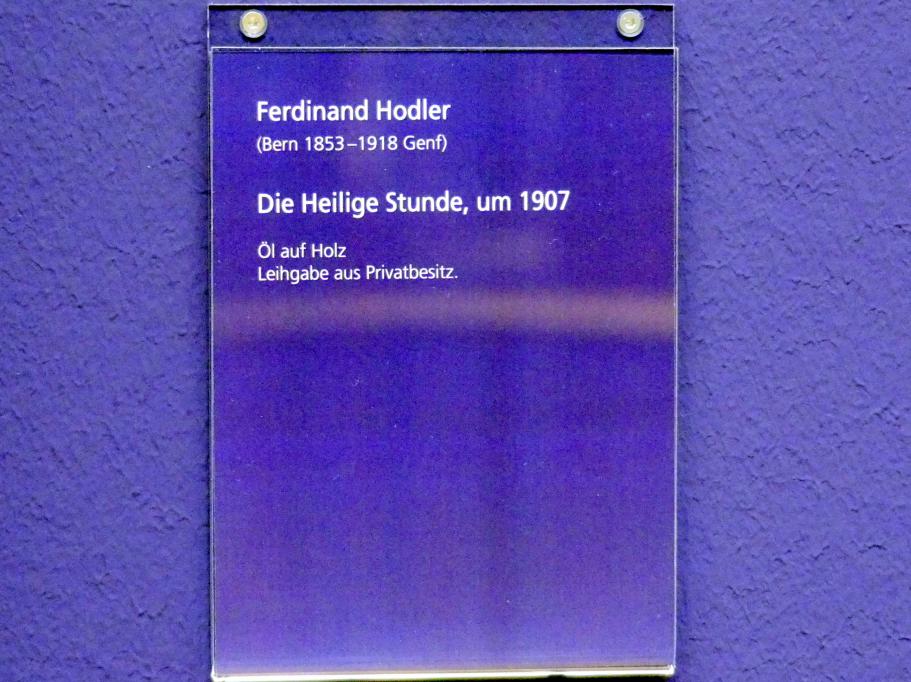 Ferdinand Hodler
(Bern 1853–1918 Genf)
Die Heilige Stunde, um 1907
Öl auf Holz
Leihgabe aus Privatbesitz.